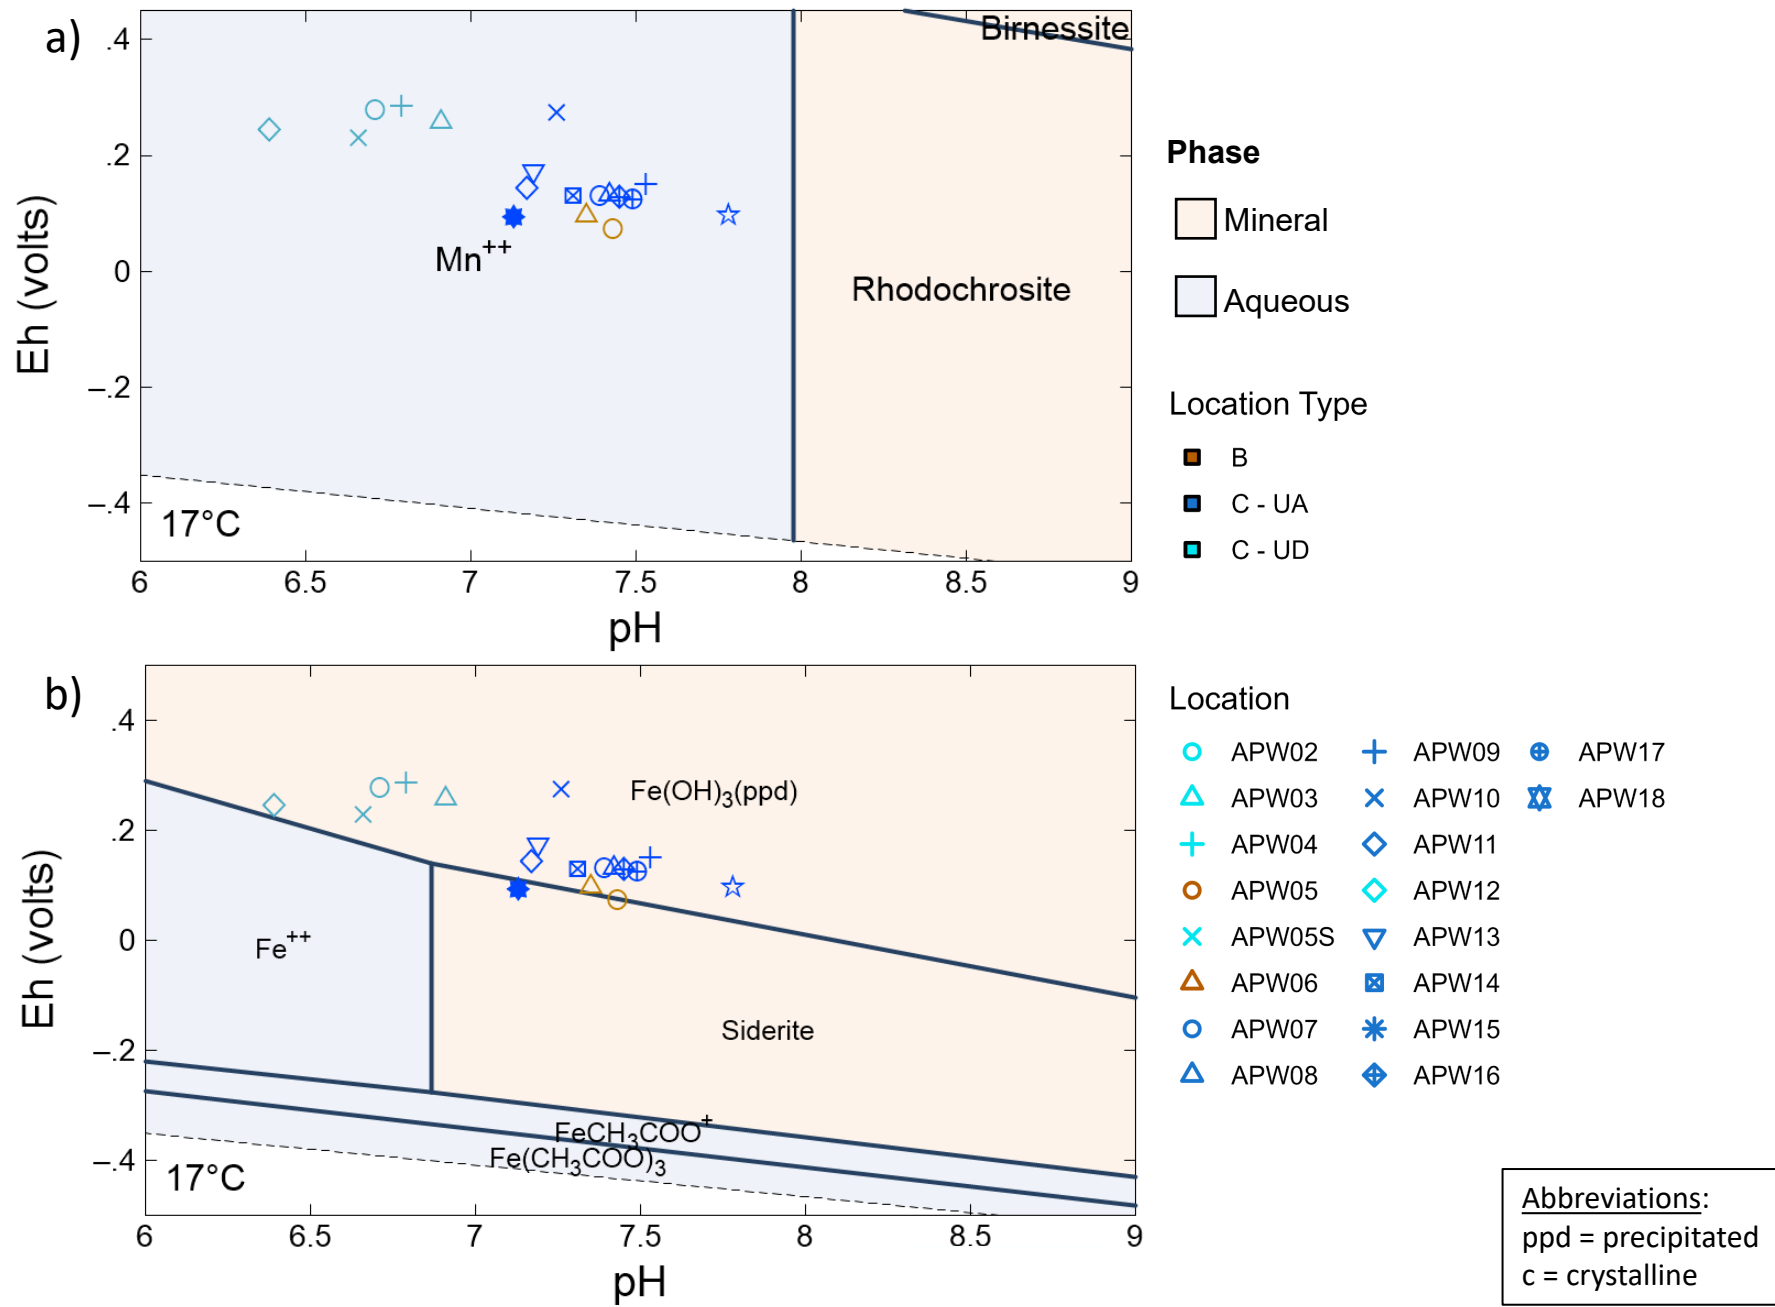 a)
.4
.2
0
–.2
–.4
Eh (volts)
Birnessite
Mn++
Rhodochrosite
17°C
6 6.5 7 7.5 8 8.5 9
pH
Phase
Mineral
Aqueous
Location Type
B
C - UA
C - UD
b)
.4
.2
0
–.2
–.4
Eh (volts)
Fe(OH)3(ppd)
Fe++
Siderite
FeCH3COO+
Fe(CH3COO)3
17°C
6 6.5 7 7.5 8 8.5 9
pH
Location
APW02 APW09 APW17
APW03 APW10 APW18
APW04 APW11
APW05 APW12
APW05S APW13
APW06 APW14
APW07 APW15
APW08 APW16
Abbreviations:
ppd = precipitated
c = crystalline